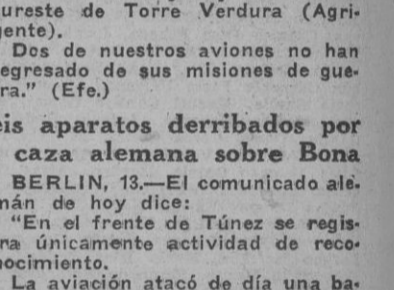 ureste de Torre Verdura (Agri-
gente).
Dos de nuestros aviones no han
egresado de sus misiones de gue-
ra." (Efe.)
eis aparatos derribados por
caza alemana sobre Bona
BERLIN, 13.—El comunicado ale-
mán de hoy dice:
"En el frente de Túnez se regis-
ra únicamente actividad de reco-
nocimiento.
La aviación atacó de día una ba-